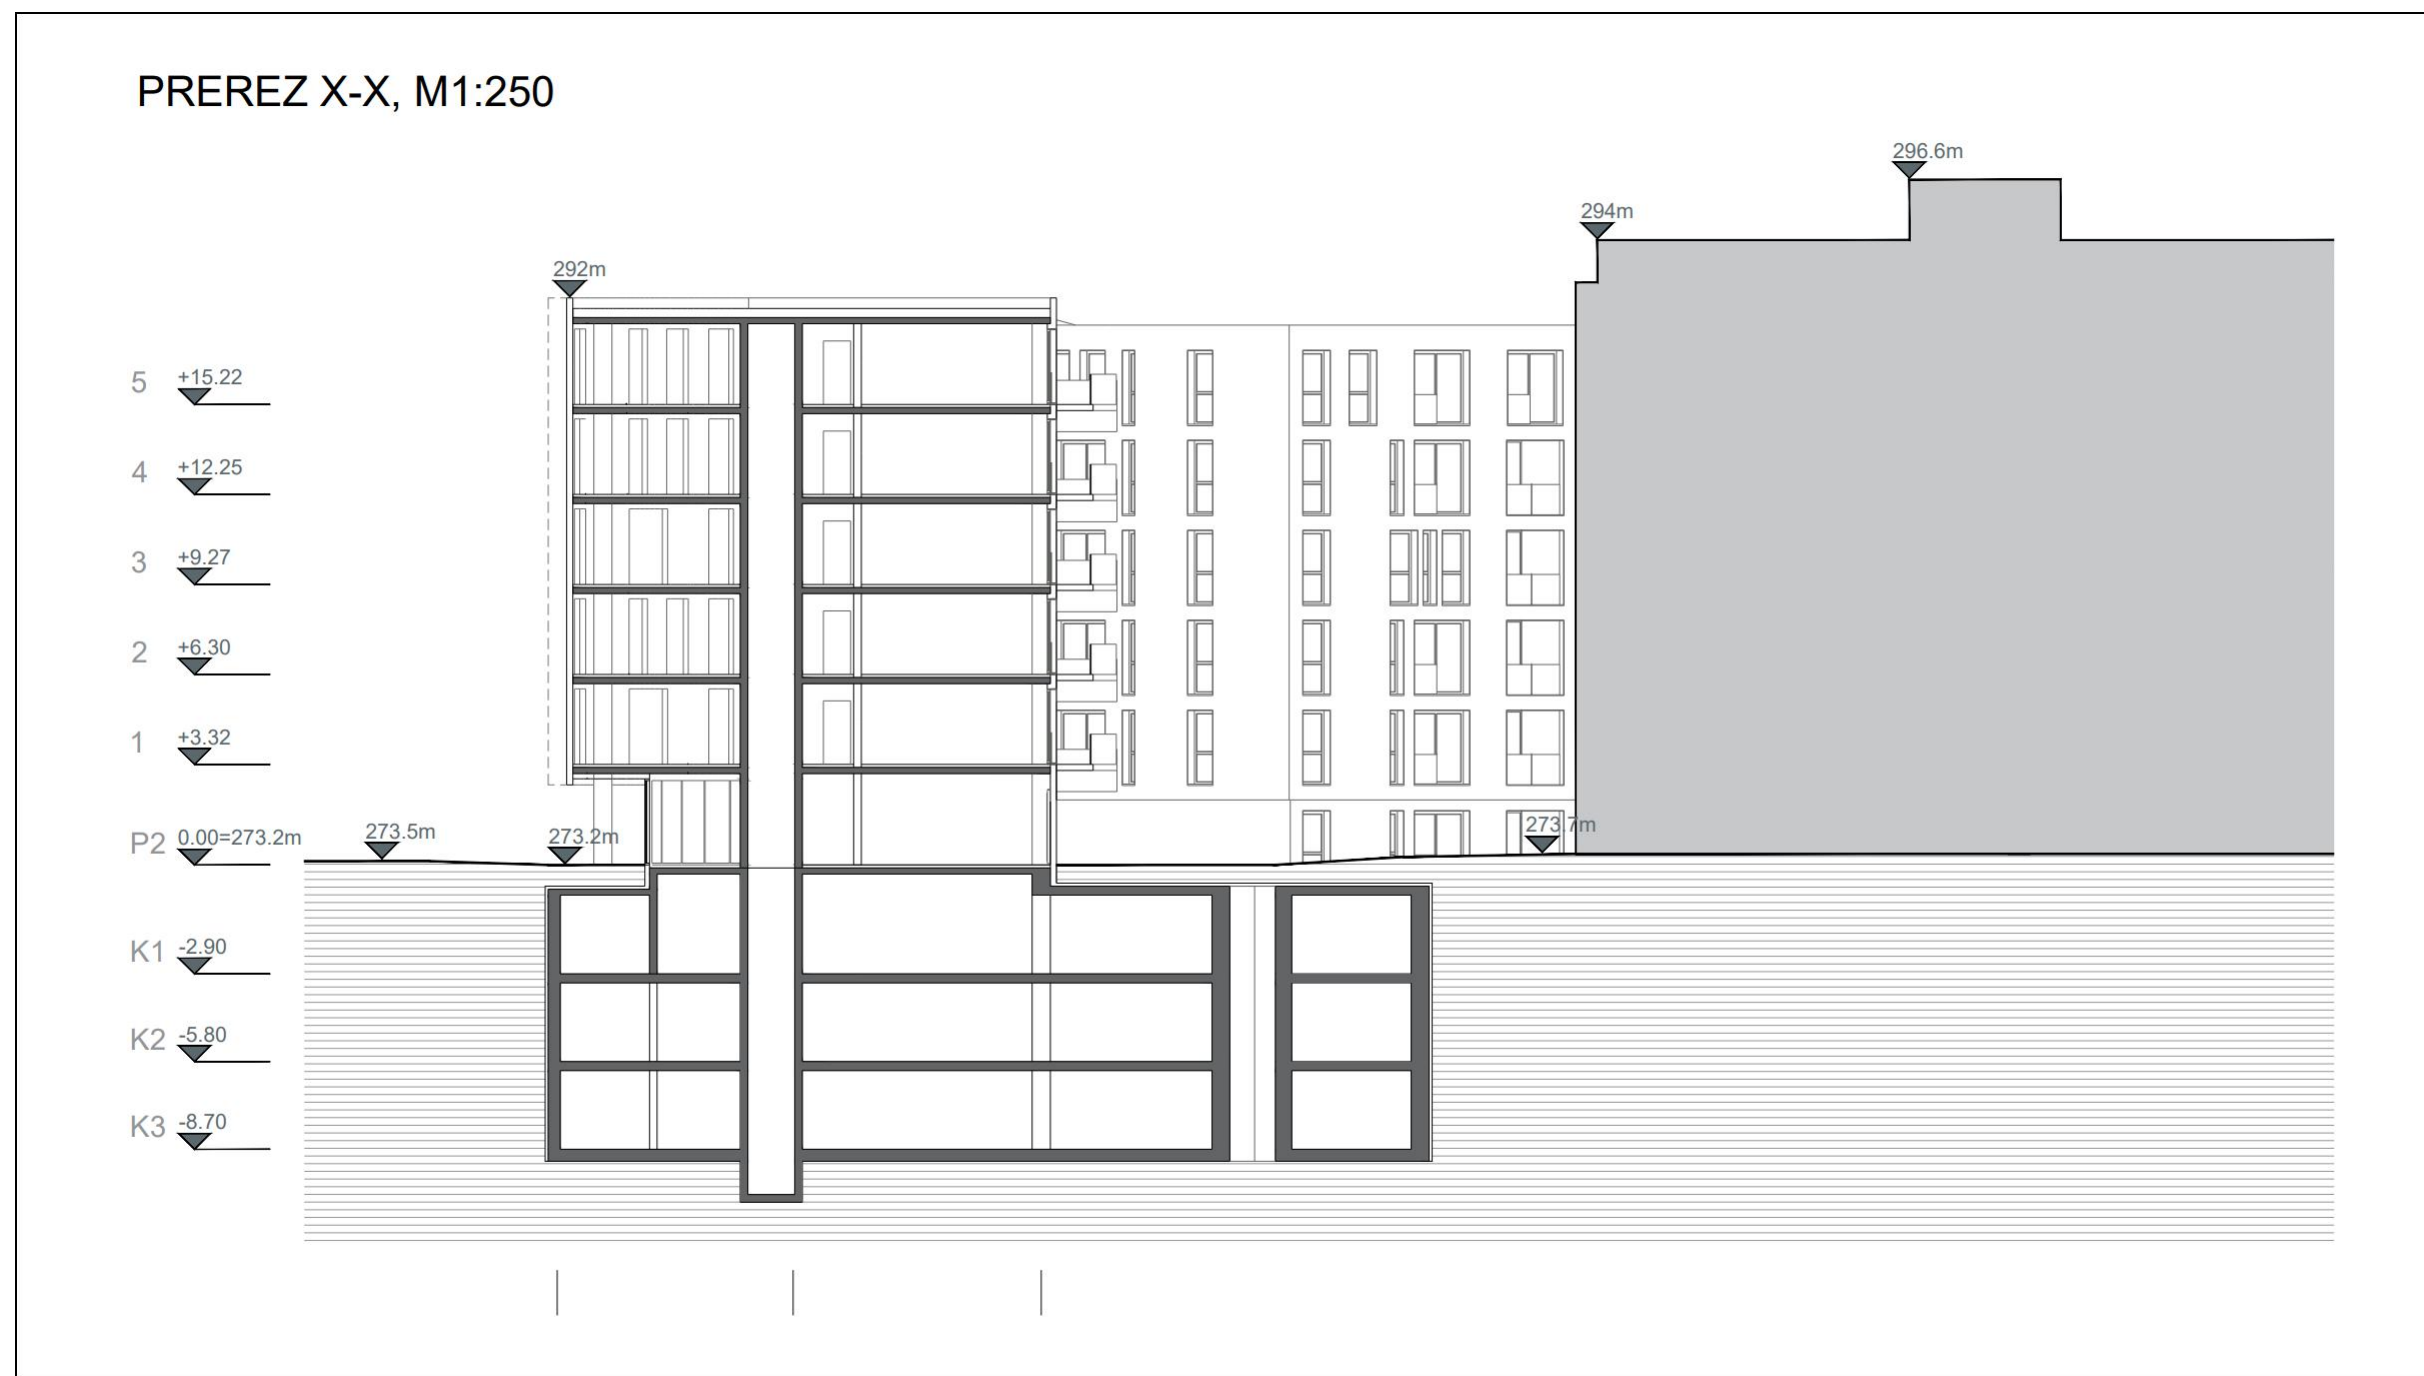 PREREZ X-X, M1:250
296.6m
294m
292m
5 +15.22
4 +12.25
3 +9.27
2 +6.30
1 +3.32
P2 0.00=273.2m 273.5m 273.2m 273.7m
K1 -2.90
K2 -5.80
K3 -8.70